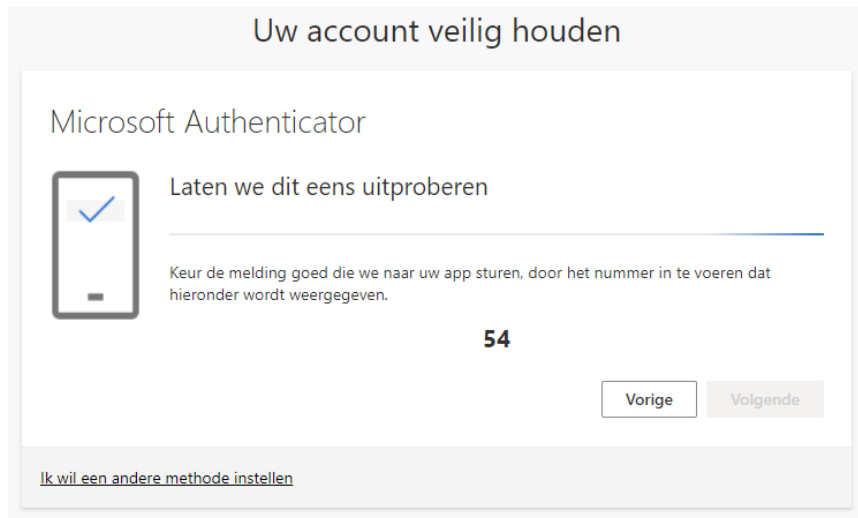 Uw account veilig houden
Microsoft Authenticator
Laten we dit eens uitproberen
Keur de melding goed die we naar uw app sturen, door het nummer in te voeren dat
hieronder wordt weergegeven.
54
Vorige
Volgende
Ik wil een andere methode instellen